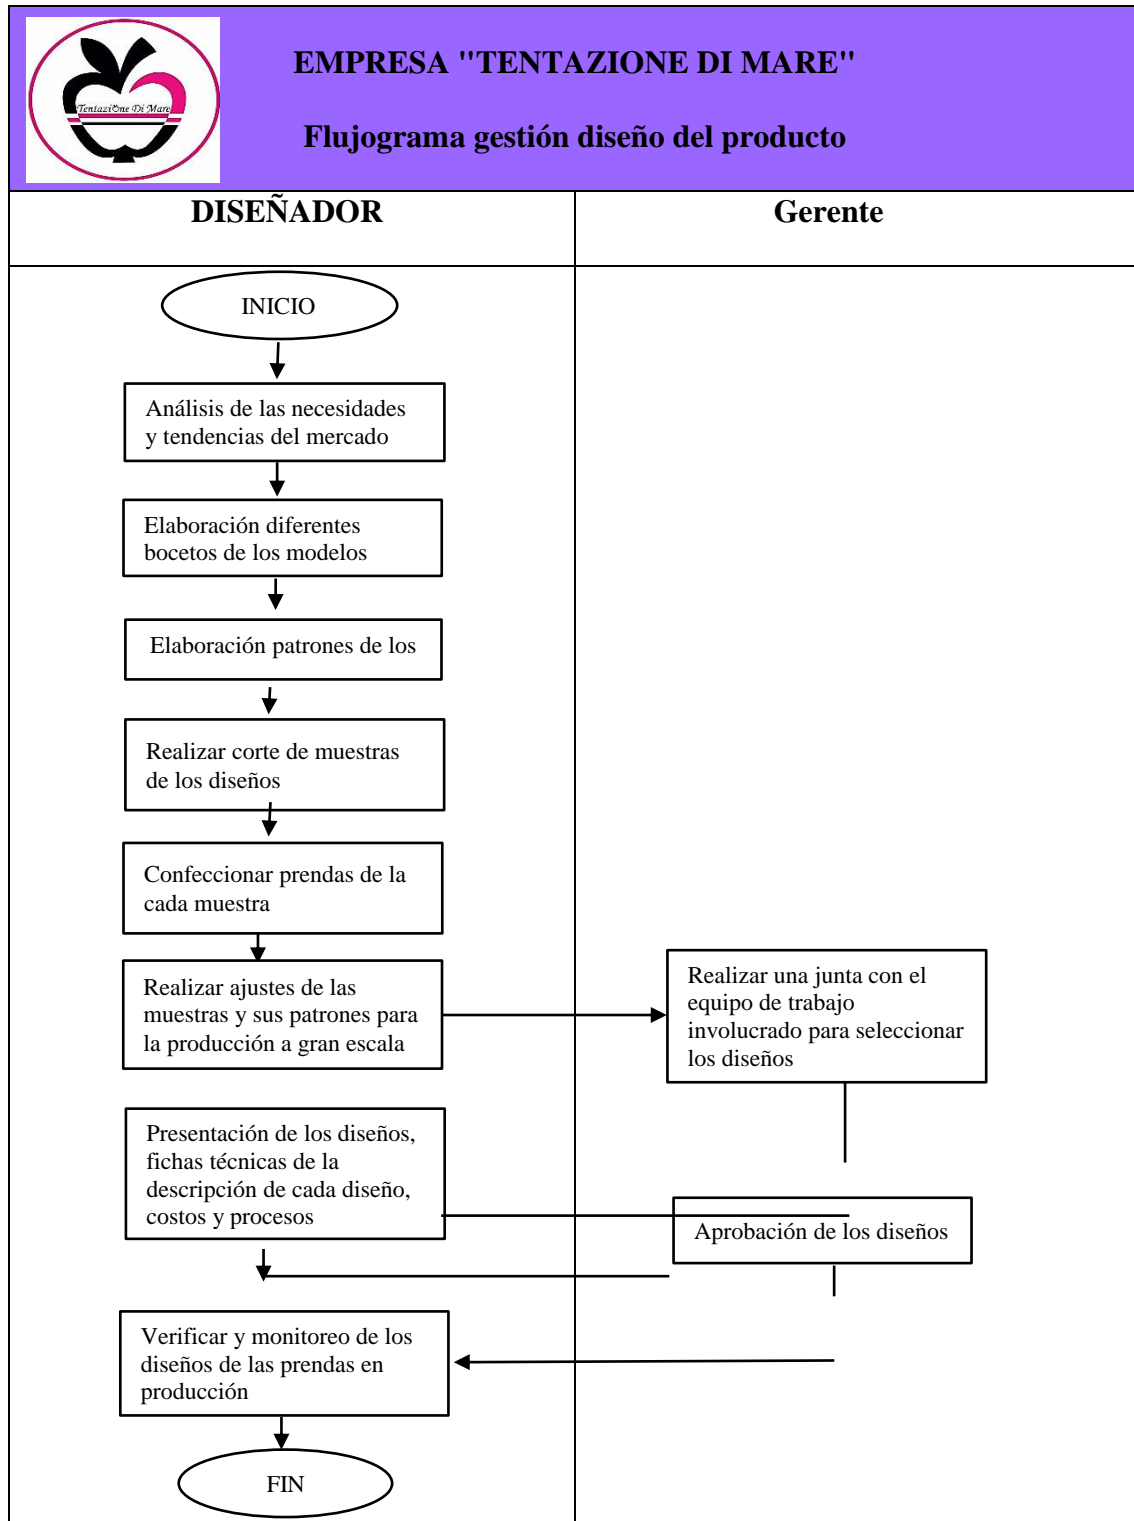 EMPRESA "TENTAZIONE DI MARE"
Flujograma gestión diseño del producto
Tentazione Di Mare
DISEÑADOR
Gerente
INICIO
Análisis de las necesidades
y tendencias del mercado
Elaboración diferentes
bocetos de los modelos
Elaboración patrones de los
Realizar corte de muestras
de los diseños
Confeccionar prendas de la
cada muestra
Realizar ajustes de las
muestras y sus patrones para
la producción a gran escala
Realizar una junta con el
equipo de trabajo
involucrado para seleccionar
los diseños
Presentación de los diseños,
fichas técnicas de la
descripción de cada diseño,
costos y procesos
Aprobación de los diseños
Verificar y monitoreo de los
diseños de las prendas en
producción
FIN